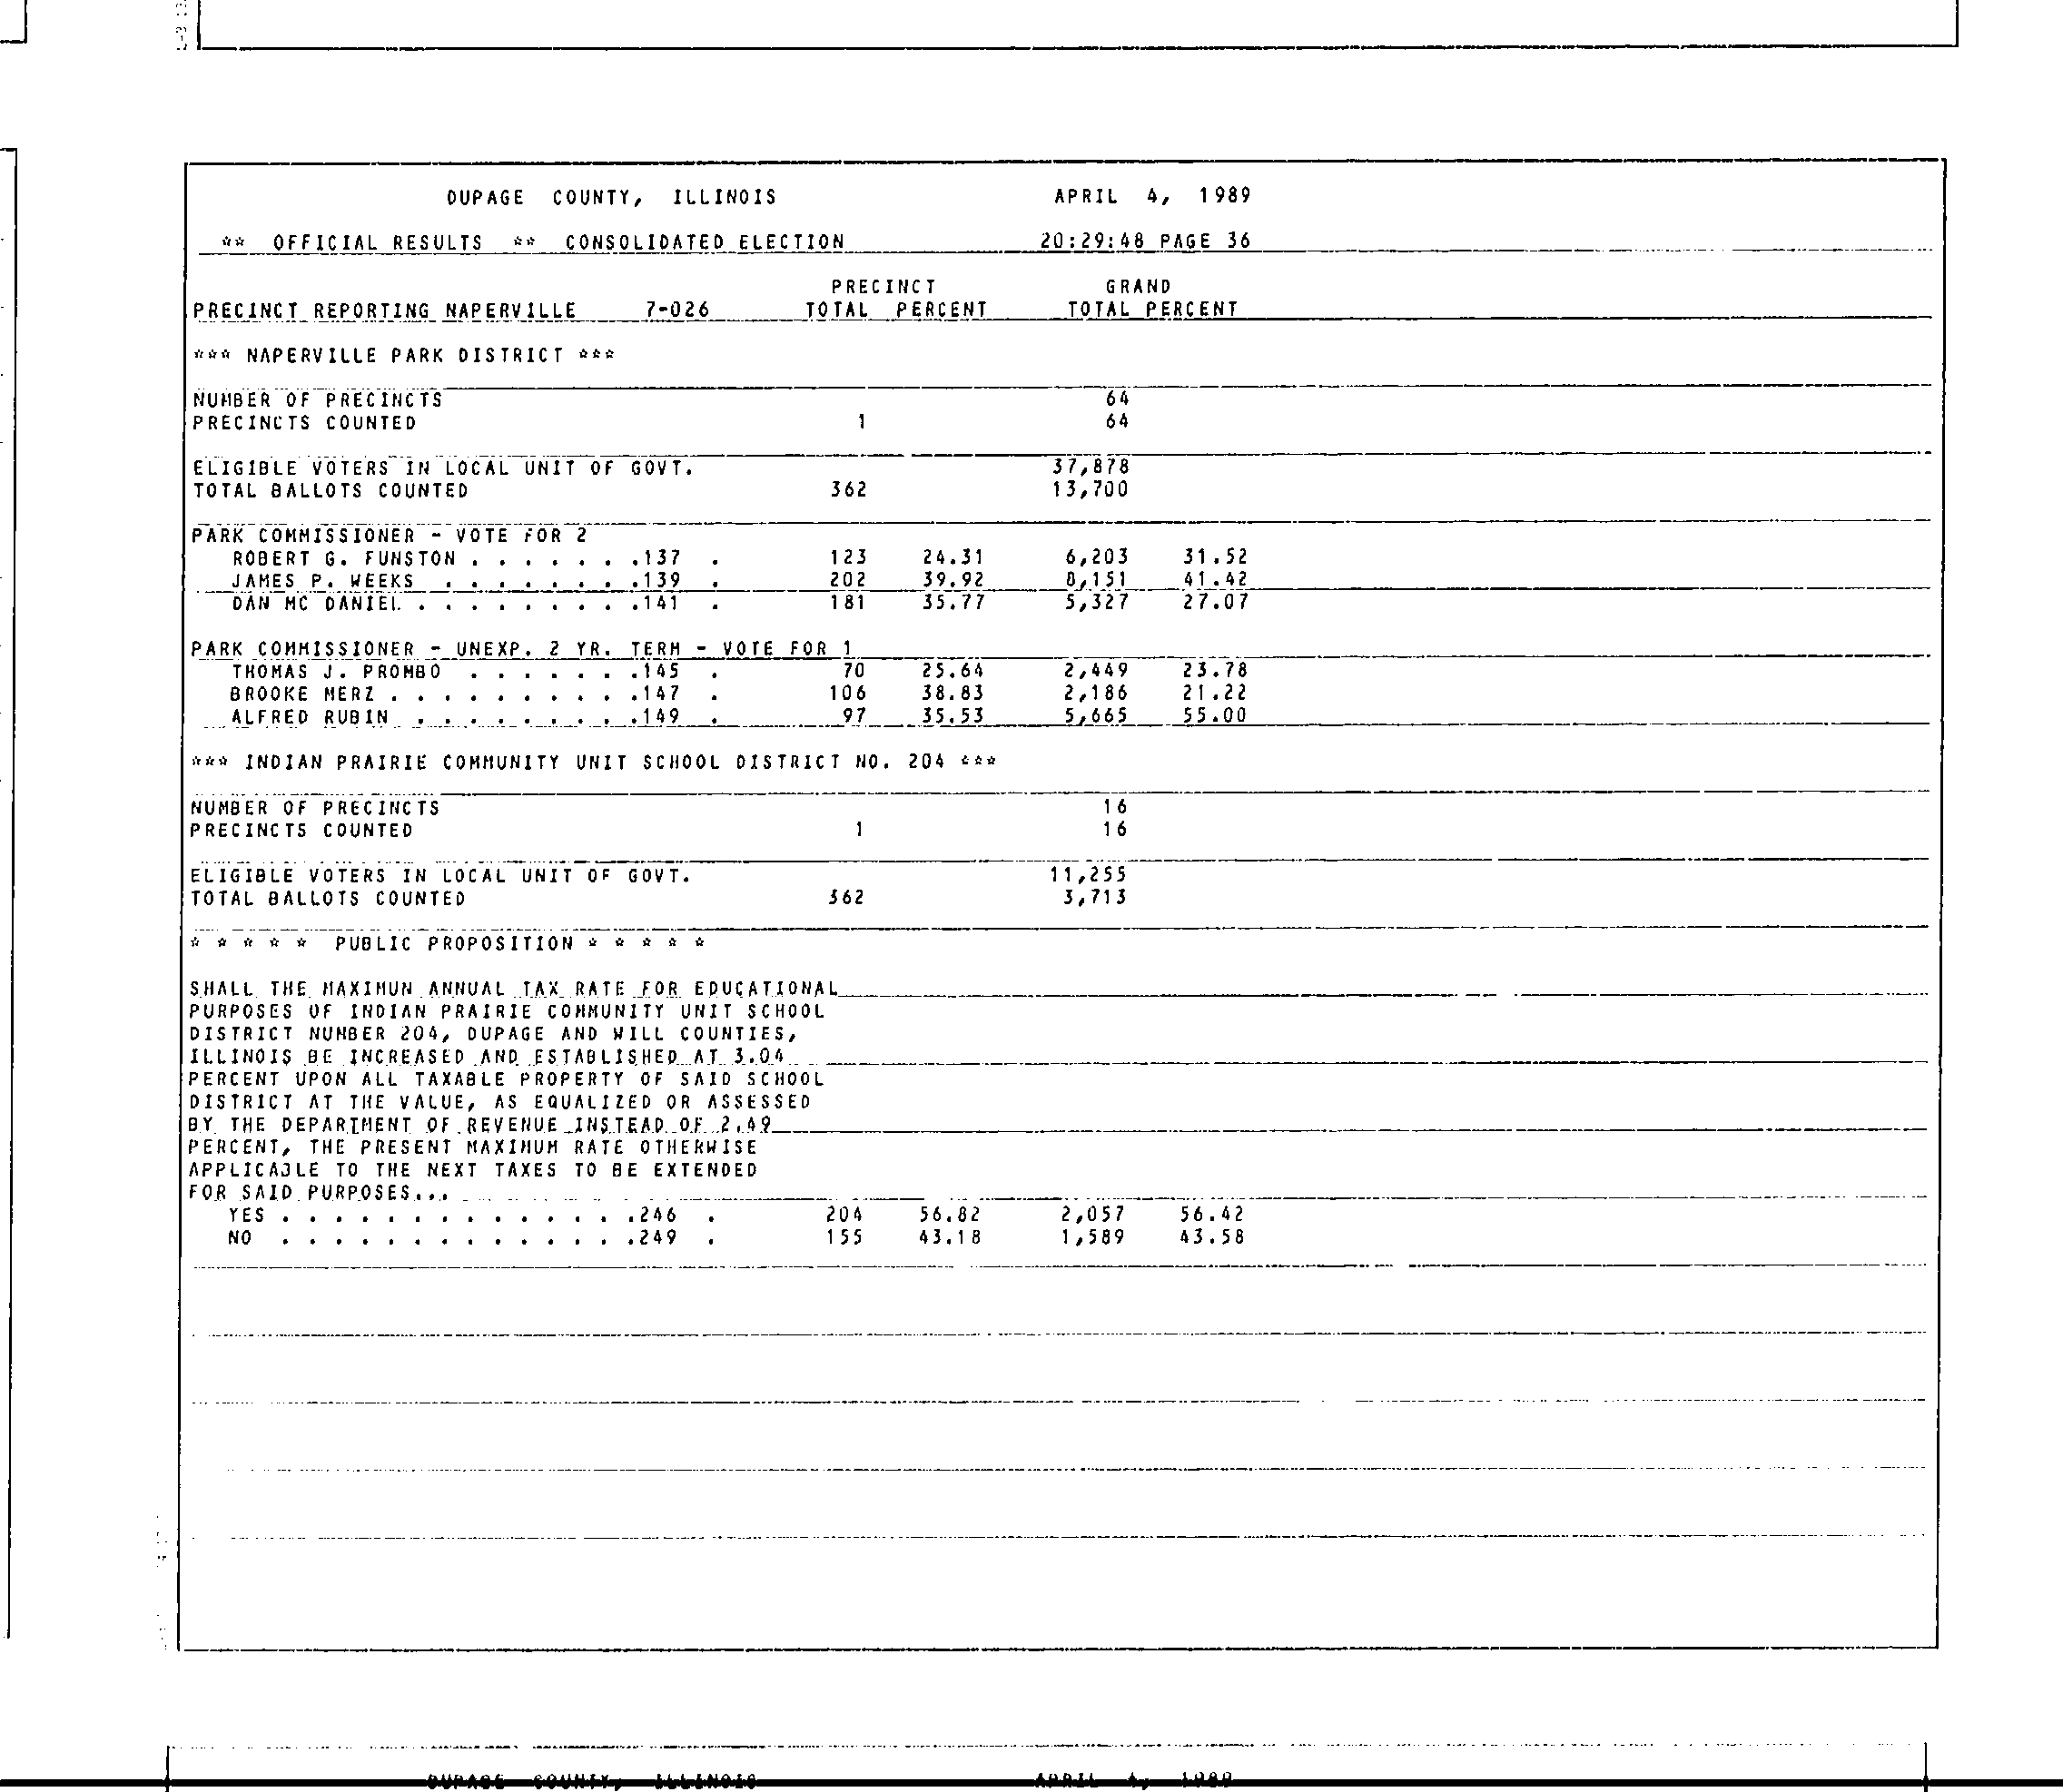 DUPAGE COUNTY, ILLINOIS APRIL 4, 1989
** OFFICIAL RESULTS ** CONSOLIDATED ELECTION 20:29:48 PAGE 36
PRECINCT GRAND
PRECINCT REPORTING NAPERVILLE 7-026 TOTAL PERCENT TOTAL PERCENT
*** NAPERVILLE PARK DISTRICT ***
NUMBER OF PRECINCTS 64
PRECINCTS COUNTED 1 64
ELIGIBLE VOTERS IN LOCAL UNIT OF GOVT. 37,878
TOTAL BALLOTS COUNTED 362 13,700
PARK COMMISSIONER - VOTE FOR 2
ROBERT G. FUNSTON . . . . . . .137 . 123 24.31 6,203 31.52
JAMES P. WEEKS . . . . . . . .139 . 202 39.92 8,151 41.42
DAN MC DANIEL . . . . . . . . .141 . 181 35.77 5,327 27.07
PARK COMMISSIONER - UNEXP. 2 YR. TERM - VOTE FOR 1
THOMAS J. PROMBO . . . . . . .145 . 70 25.64 2,449 23.78
BROOKE MERZ . . . . . . . . . .147 . 106 38.83 2,186 21.22
ALFRED RUBIN . . . . . . . . .149 . 97 35.53 5,665 55.00
*** INDIAN PRAIRIE COMMUNITY UNIT SCHOOL DISTRICT NO. 204 ***
NUMBER OF PRECINCTS 16
PRECINCTS COUNTED 1 16
ELIGIBLE VOTERS IN LOCAL UNIT OF GOVT. 11,255
TOTAL BALLOTS COUNTED 362 3,713
* * * * * PUBLIC PROPOSITION * * * * *
SHALL THE MAXIMUN ANNUAL TAX RATE FOR EDUCATIONAL
PURPOSES OF INDIAN PRAIRIE COMMUNITY UNIT SCHOOL
DISTRICT NUMBER 204, DUPAGE AND WILL COUNTIES,
ILLINOIS BE INCREASED AND ESTABLISHED AT 3.04
PERCENT UPON ALL TAXABLE PROPERTY OF SAID SCHOOL
DISTRICT AT THE VALUE, AS EQUALIZED OR ASSESSED
BY THE DEPARTMENT OF REVENUE INSTEAD OF 2.49
PERCENT, THE PRESENT MAXIMUM RATE OTHERWISE
APPLICABLE TO THE NEXT TAXES TO BE EXTENDED
FOR SAID PURPOSES...
YES . . . . . . . . . . . . . .246 . 204 56.82 2,057 56.42
NO . . . . . . . . . . . . . .249 . 155 43.18 1,589 43.58
DUPAGE COUNTY, ILLINOIS APRIL 4, 1989